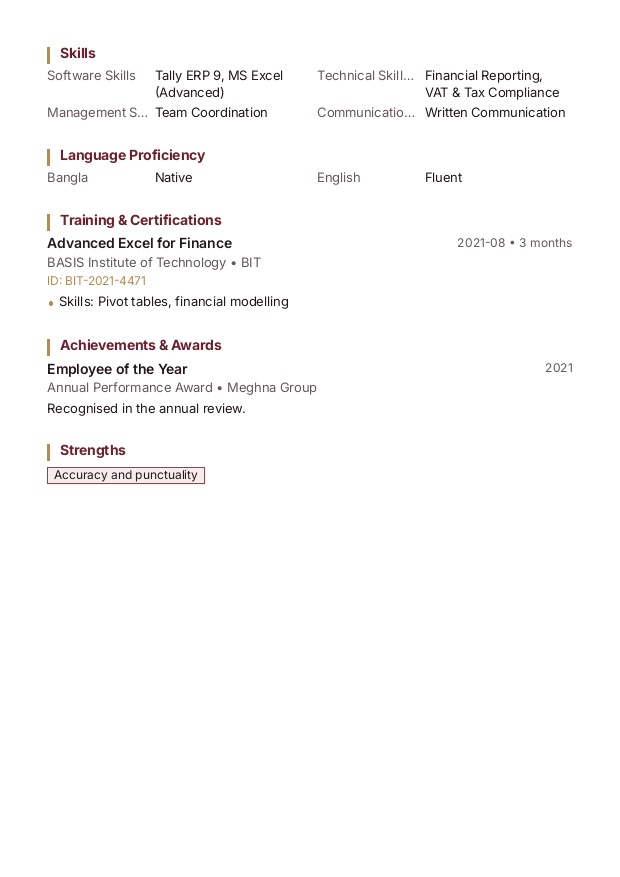 Skills
Software Skills Tally ERP 9, MS Excel Technical Skill... Financial Reporting,
(Advanced) VAT & Tax Compliance
Management S... Team Coordination Communicatio... Written Communication
Language Proficiency
Bangla Native English Fluent
Training & Certifications
Advanced Excel for Finance 2021-08 • 3 months
BASIS Institute of Technology • BIT
ID: BIT-2021-4471
• Skills: Pivot tables, financial modelling
Achievements & Awards
Employee of the Year 2021
Annual Performance Award • Meghna Group
Recognised in the annual review.
Strengths
Accuracy and punctuality